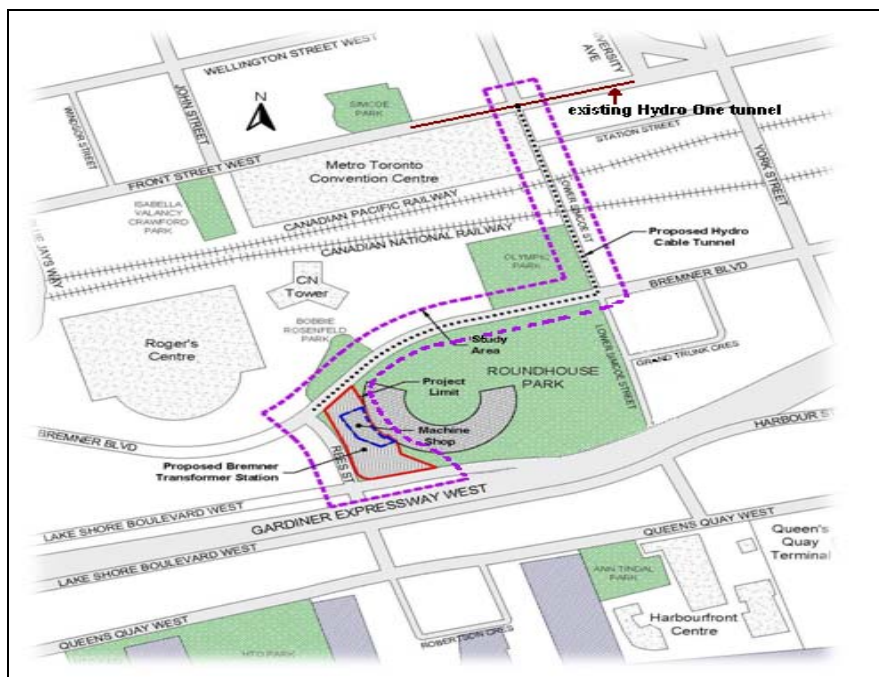 WELLINGTON STREET WEST
VERSITY
AVE
JOHN STREET
WINDSOR STREET
N
SIMCOE
PARK
existing Hydro One tunnel
STATION STREET
FRONT STREET WEST
Metro Toronto
Convention Centre
YORK STREET
ISABELLA
VALANCY
CRAWFORD
PARK
CANADIAN PACIFIC RAILWAY
LOWER SIMCOE ST
CANADIAN NATIONAL RAILWAY
Proposed Hydro
Cable Tunnel
BLUE JAYS WAY
OLYMPIC
PARK
BREMNER BLVD
CN
Tower
BOBBIE
ROSENFELD
PARK
Roger's
Centre
Study
Area
GRAND TRUNK CRES
LOWER SIMCOE STREET
ROUNDHOUSE
PARK
Project
Limit
HARBOUR S
BREMNER BLVD
Machine
Shop
Proposed Bremner
Transformer Station
REES ST
LAKE SHORE BOULEVARD WEST
GARDINER EXPRESSWAY WEST
QUEENS QUAY WEST
Queen's
Quay
Terminal
LAKE SHORE BOULEVARD WEST
ANN TINDAL
PARK
Harbourfront
Centre
QUEENS QUAY WEST
ROBERTSON CRES
HTO PARK